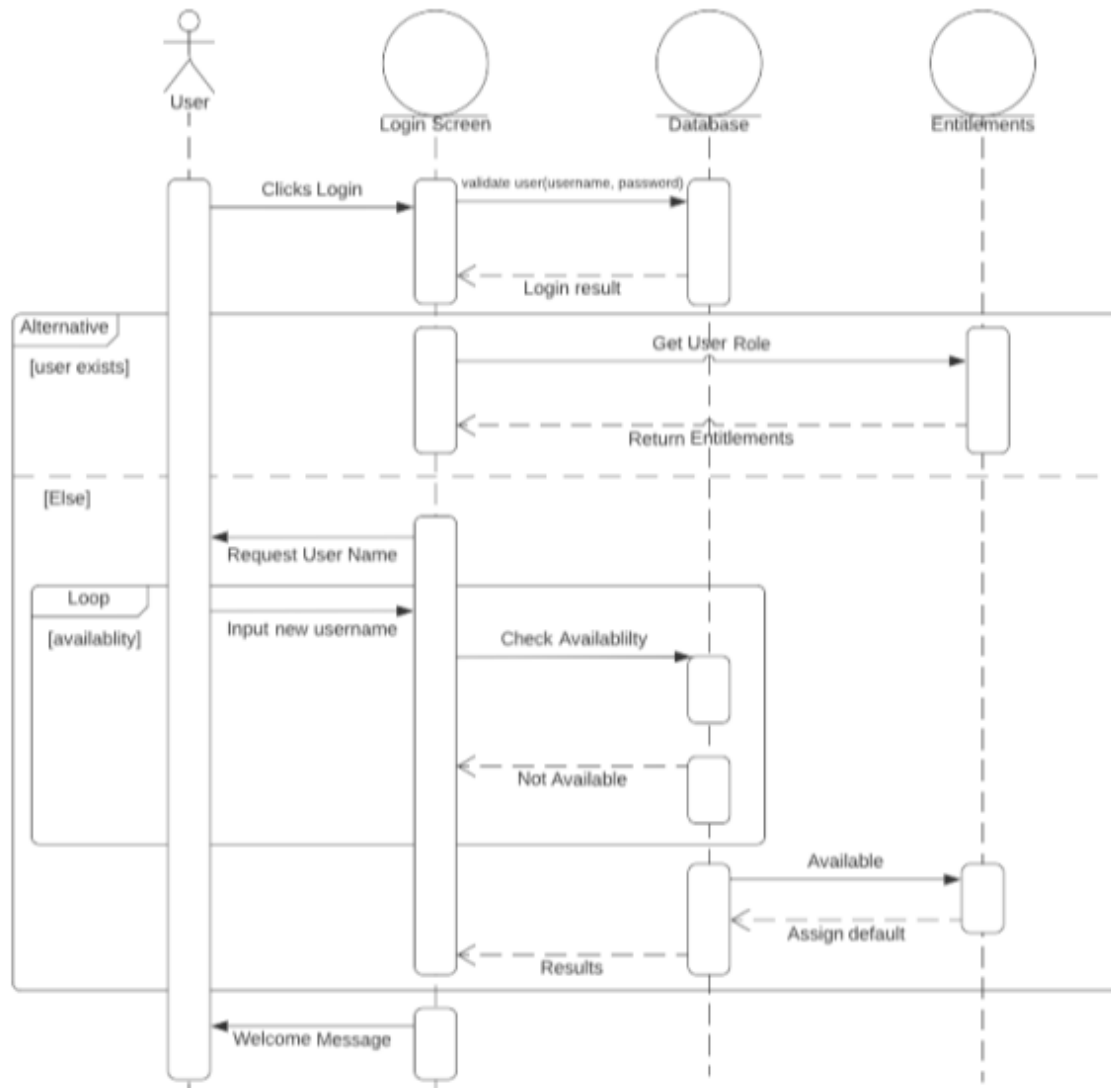 User
Login Screen
Database
Entitlements
Clicks Login
validate user(username, password)
Login result
Alternative
[user exists]
Get User Role
Return Entitlements
[Else]
Request User Name
Loop
[availablity]
Input new username
Check Availablilty
Not Available
Available
Assign default
Results
Welcome Message